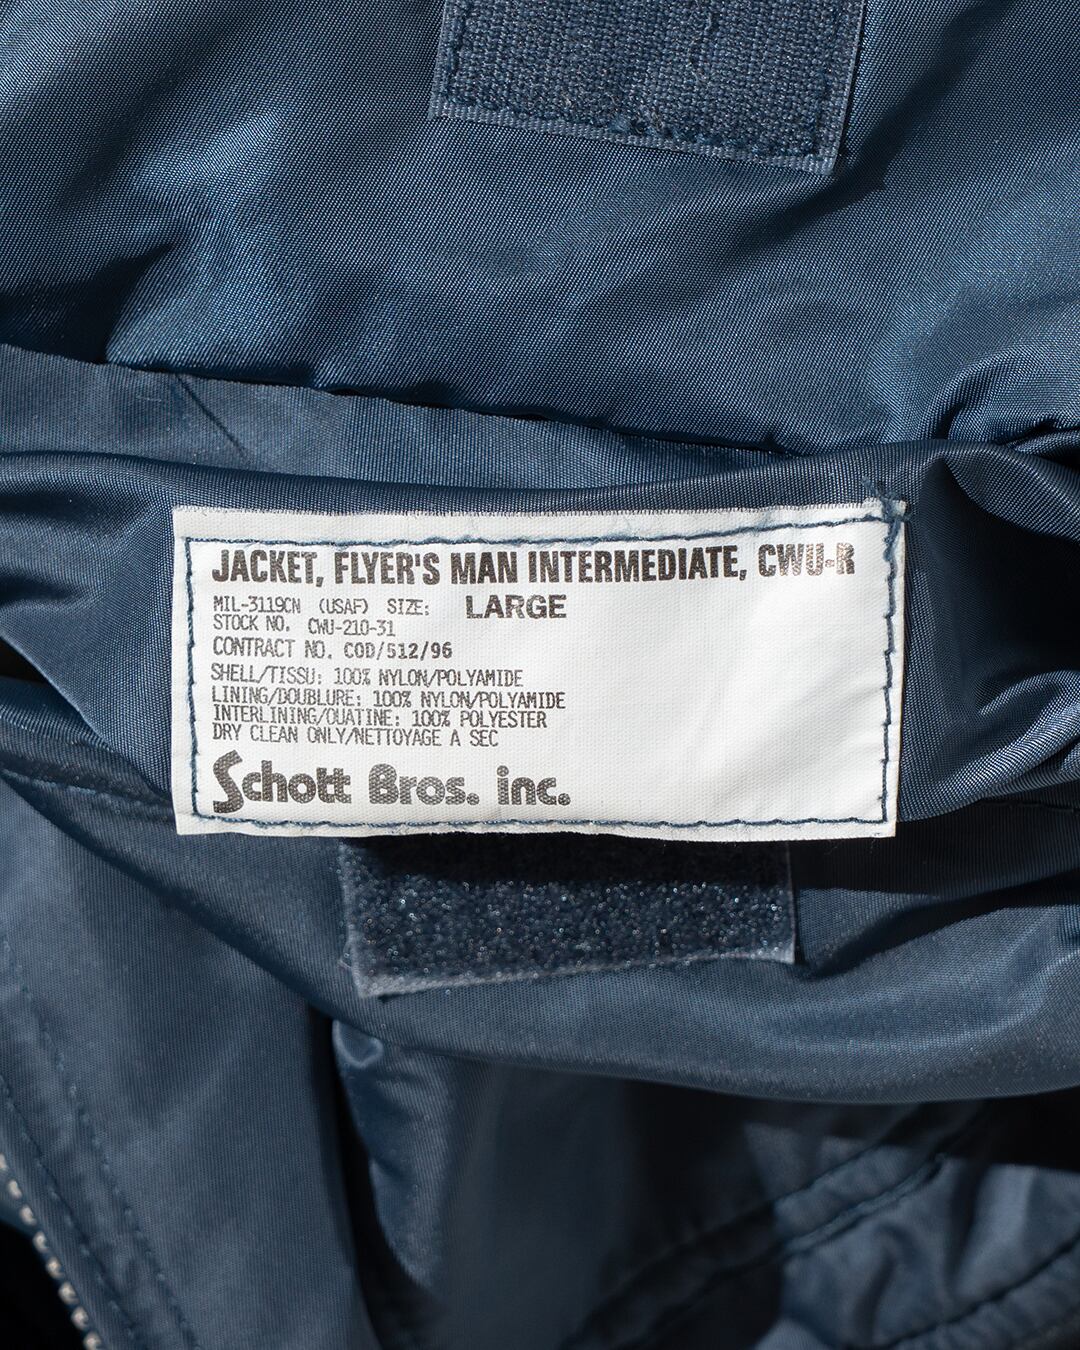 JACKET, FLYER'S MAN INTERMEDIATE, CWU-R
MIL-3119CN (USAF) SIZE: LARGE
STOCK NO. CWU-210-31
CONTRACT NO. COD/512/96
SHELL/TISSU: 100% NYLON/POLYAMIDE
LINING/DOUBLURE: 100% NYLON/POLYAMIDE
INTERLINING/OUATINE: 100% POLYESTER
DRY CLEAN ONLY/NETTOYAGE A SEC
Schott Bros. inc.